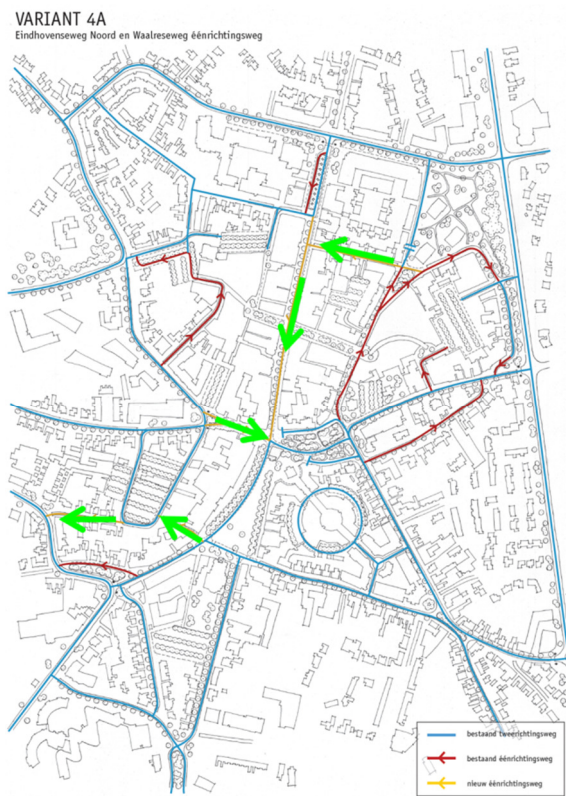 VARIANT 4A
Eindhovenseweg Noord en Waalreseweg éénrichtingsweg
bestaand tweerichtingsweg
bestaand éénrichtingsweg
nieuw éénrichtingsweg